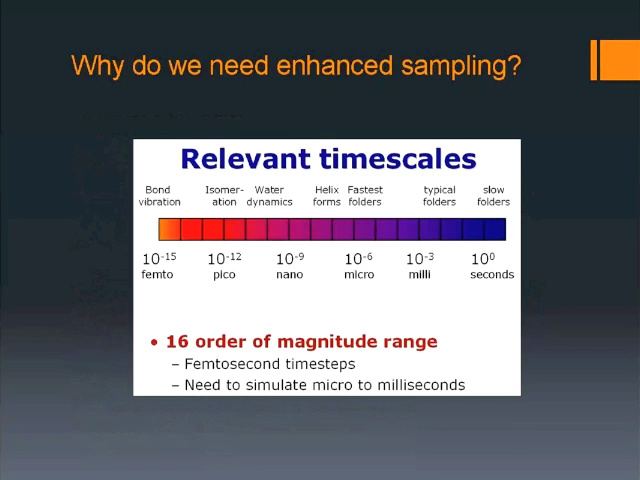 Why do we need enhanced sampling?
Relevant timescales
Bond vibration Isomer-ation Water dynamics Helix forms Fastest folders typical folders slow folders
10⁻¹⁵ 10⁻¹² 10⁻⁹ 10⁻⁶ 10⁻³ 10⁰
femto pico nano micro milli seconds
• 16 order of magnitude range
– Femtosecond timesteps
– Need to simulate micro to milliseconds